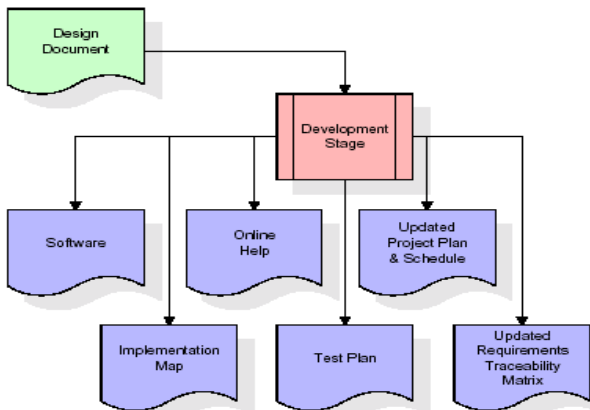 Design
Document
Development
Stage
Software
Online
Help
Updated
Project Plan
& Schedule
Implementation
Map
Test Plan
Updated
Requirements
Traceability
Matrix